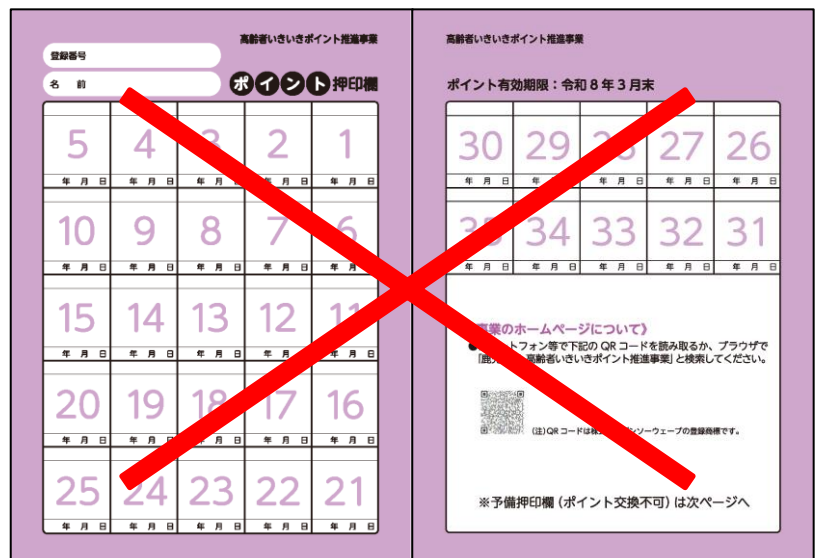 高齢者いきいきポイント推進事業
登録番号
名 前
ポイント押印欄
5 4 3 2 1
年 月 日 年 月 日 年 月 日 年 月 日 年 月 日
10 9 8 7 6
年 月 日 年 月 日 年 月 日 年 月 日 年 月
15 14 13 12 11
年 月 日 年 月 日 年 月 日 年 月 日 年 月 日
20 19 18 17 16
年 月 日 年 月 日 年 月 日 年 月 日 年 月 日
25 24 23 22 21
年 月 日 年 月 日 年 月 日 年 月 日 年 月 日
高齢者いきいきポイント推進事業
ポイント有効期限：令和8年3月末
30 29 28 27 26
年 月 日 年 月 日 年 月 日 年 月 日 年 月 日
35 34 33 32 31
年 月 日 年 月 日 年 月 日 年 月 日 年 月 日
事業のホームページについて》
トフォン等で下記の QR コードを読み取るか、ブラウザで
高齢者いきいきポイント推進事業」と検索してください。
(注)QR コードは株 ンソーウェーブの登録商標です。
※予備押印欄（ポイント交換不可）は次ページへ